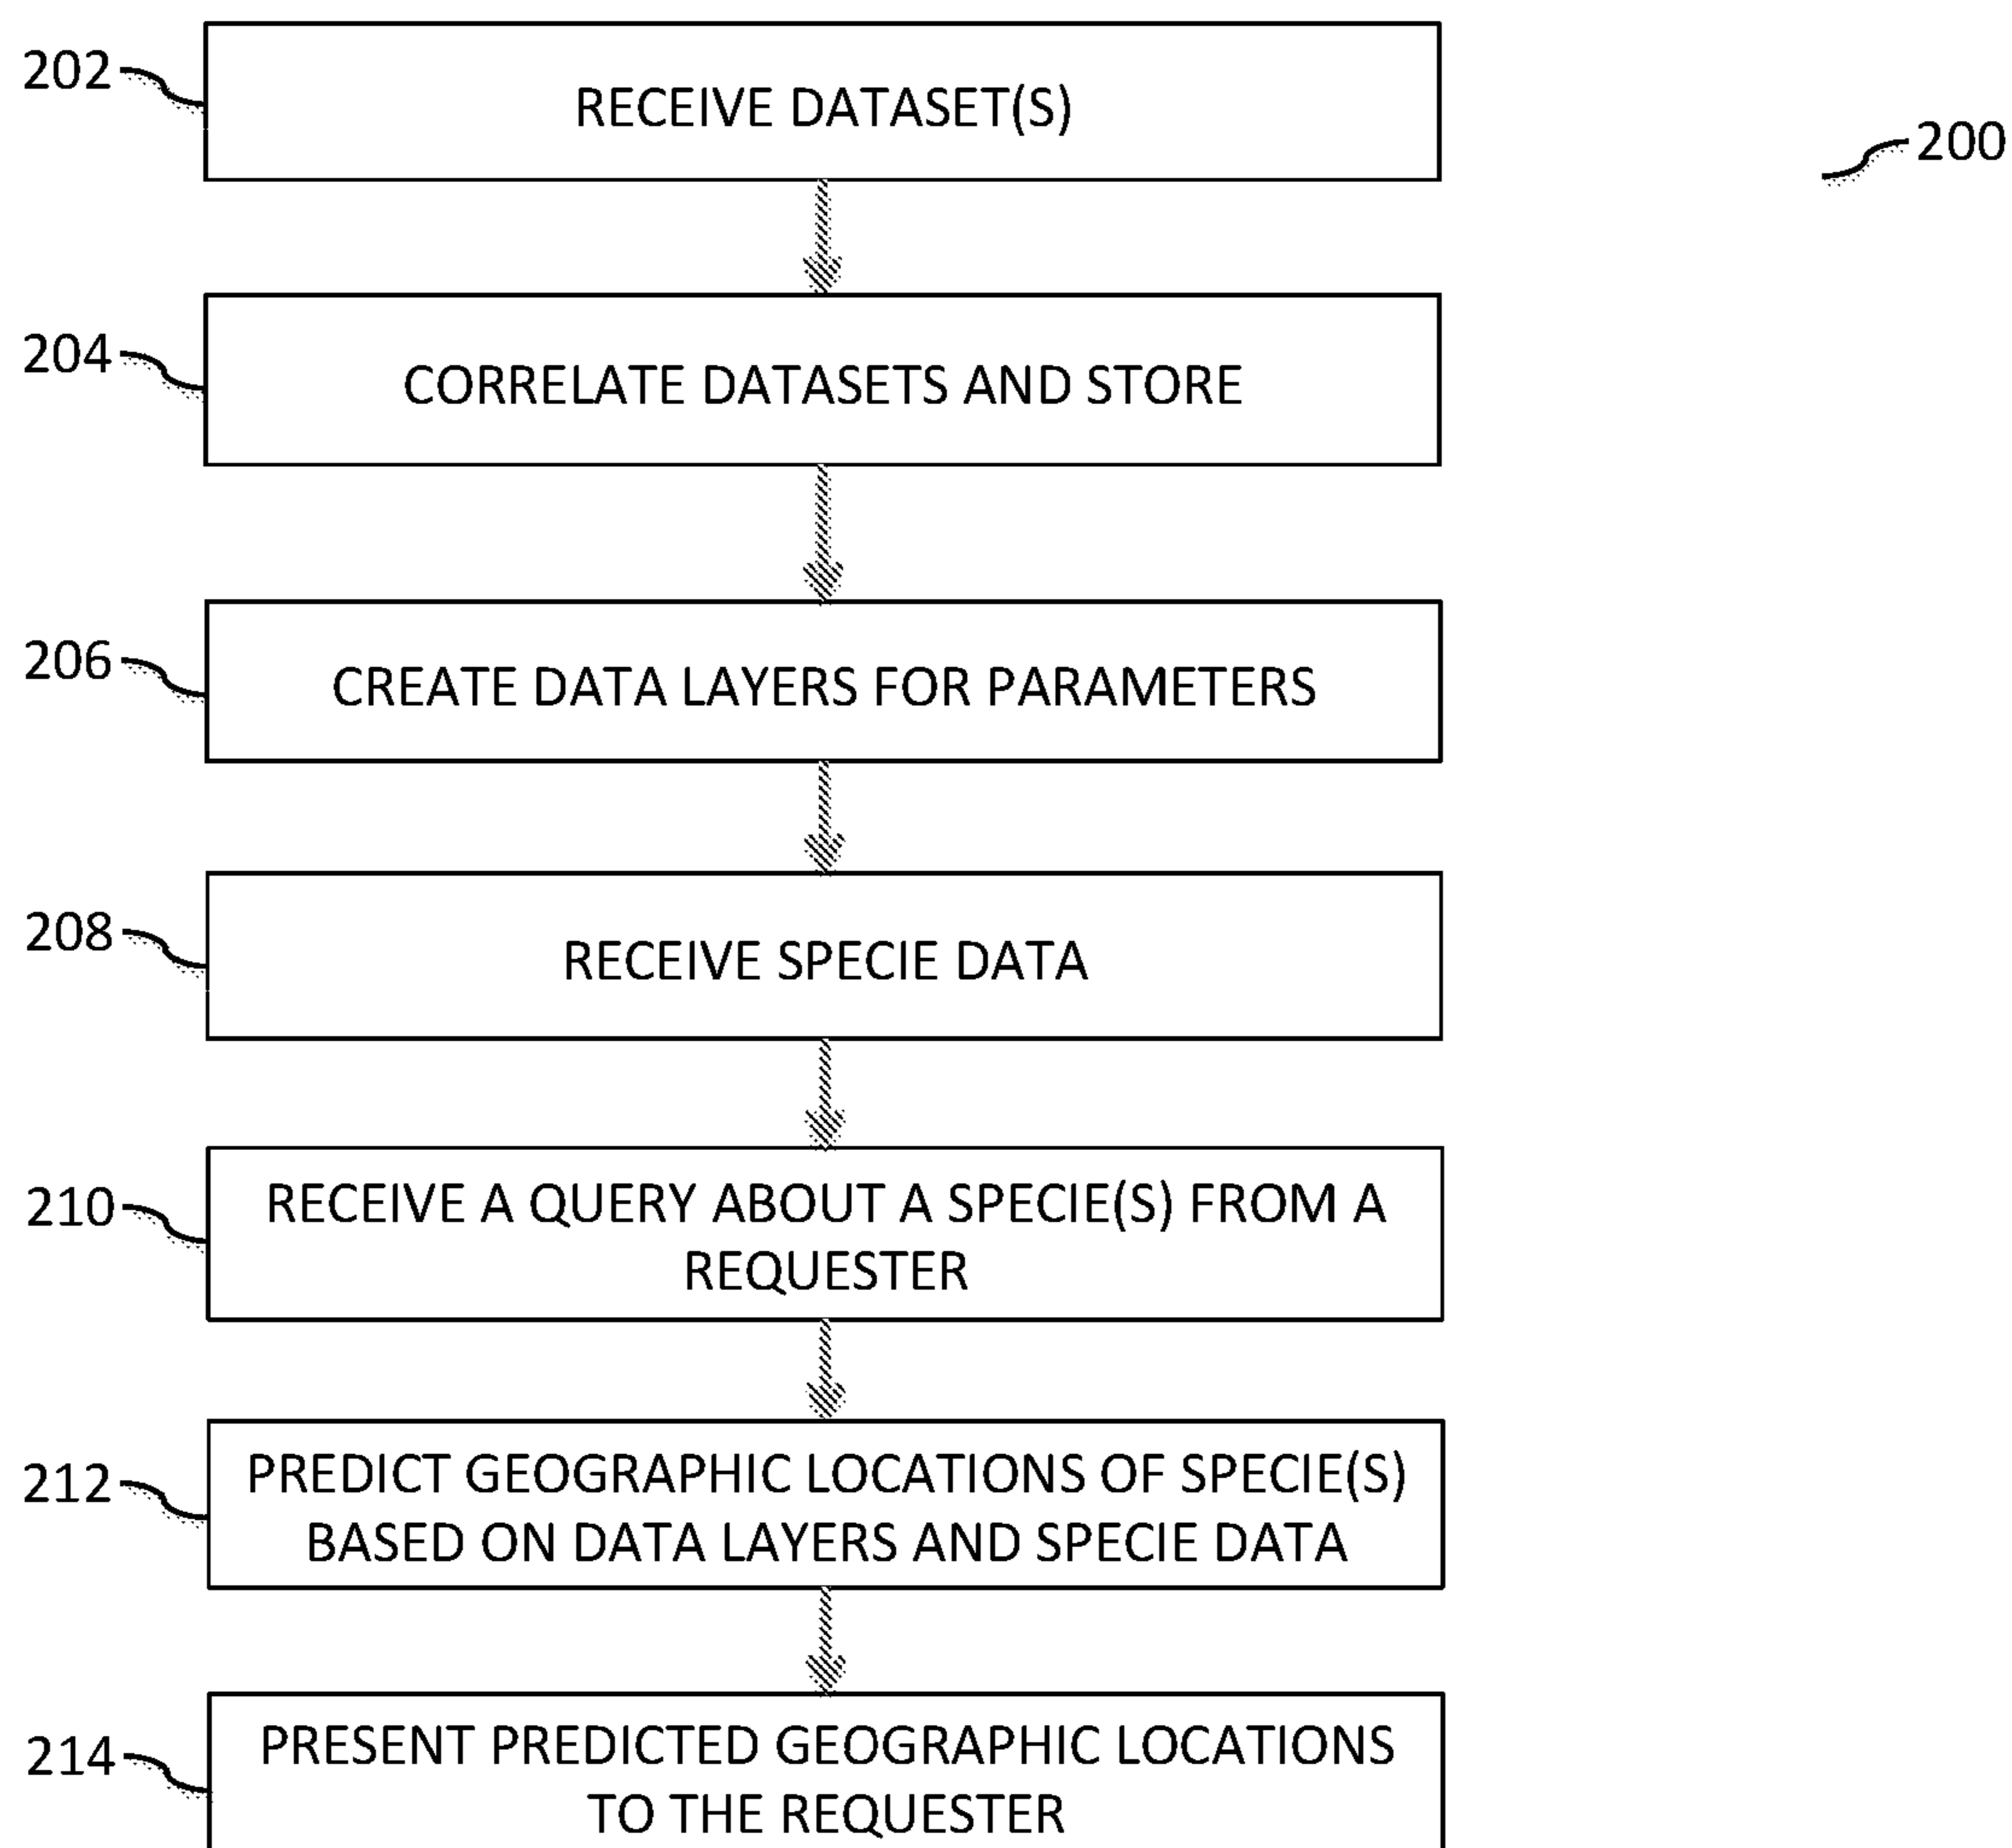 202
RECEIVE DATASET(S)
200
204
CORRELATE DATASETS AND STORE
206
CREATE DATA LAYERS FOR PARAMETERS
208
RECEIVE SPECIE DATA
210
RECEIVE A QUERY ABOUT A SPECIE(S) FROM A
REQUESTER
212
PREDICT GEOGRAPHIC LOCATIONS OF SPECIE(S)
BASED ON DATA LAYERS AND SPECIE DATA
214
PRESENT PREDICTED GEOGRAPHIC LOCATIONS
TO THE REQUESTER